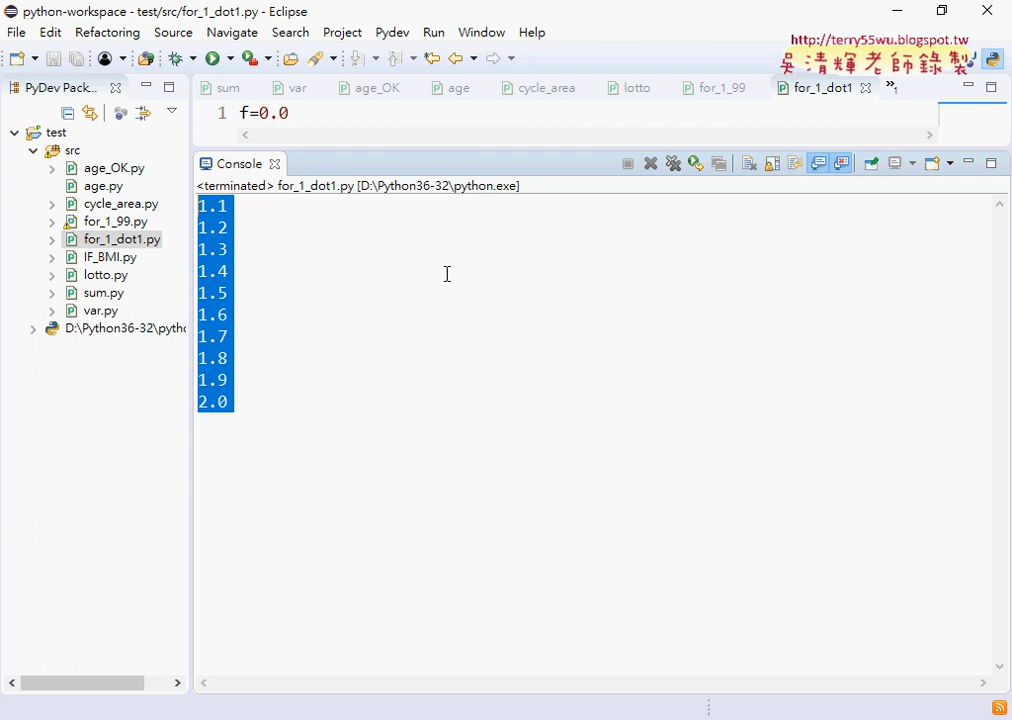 python-workspace - test/src/for_1_dot1.py - Eclipse
File Edit Refactoring Source Navigate Search Project Pydev Run Window Help
http://terry55wu.blogspot.tw
吳清輝老師錄製
PyDev Pack...
sum var age_OK age cycle_area lotto for_1_99 for_1_dot1 »1
1 f=0.0
test
src
age_OK.py
age.py
cycle_area.py
for_1_99.py
for_1_dot1.py
IF_BMI.py
lotto.py
sum.py
var.py
D:\Python36-32\pytho
Console
<terminated> for_1_dot1.py [D:\Python36-32\python.exe]
1.1
1.2
1.3
1.4
1.5
1.6
1.7
1.8
1.9
2.0